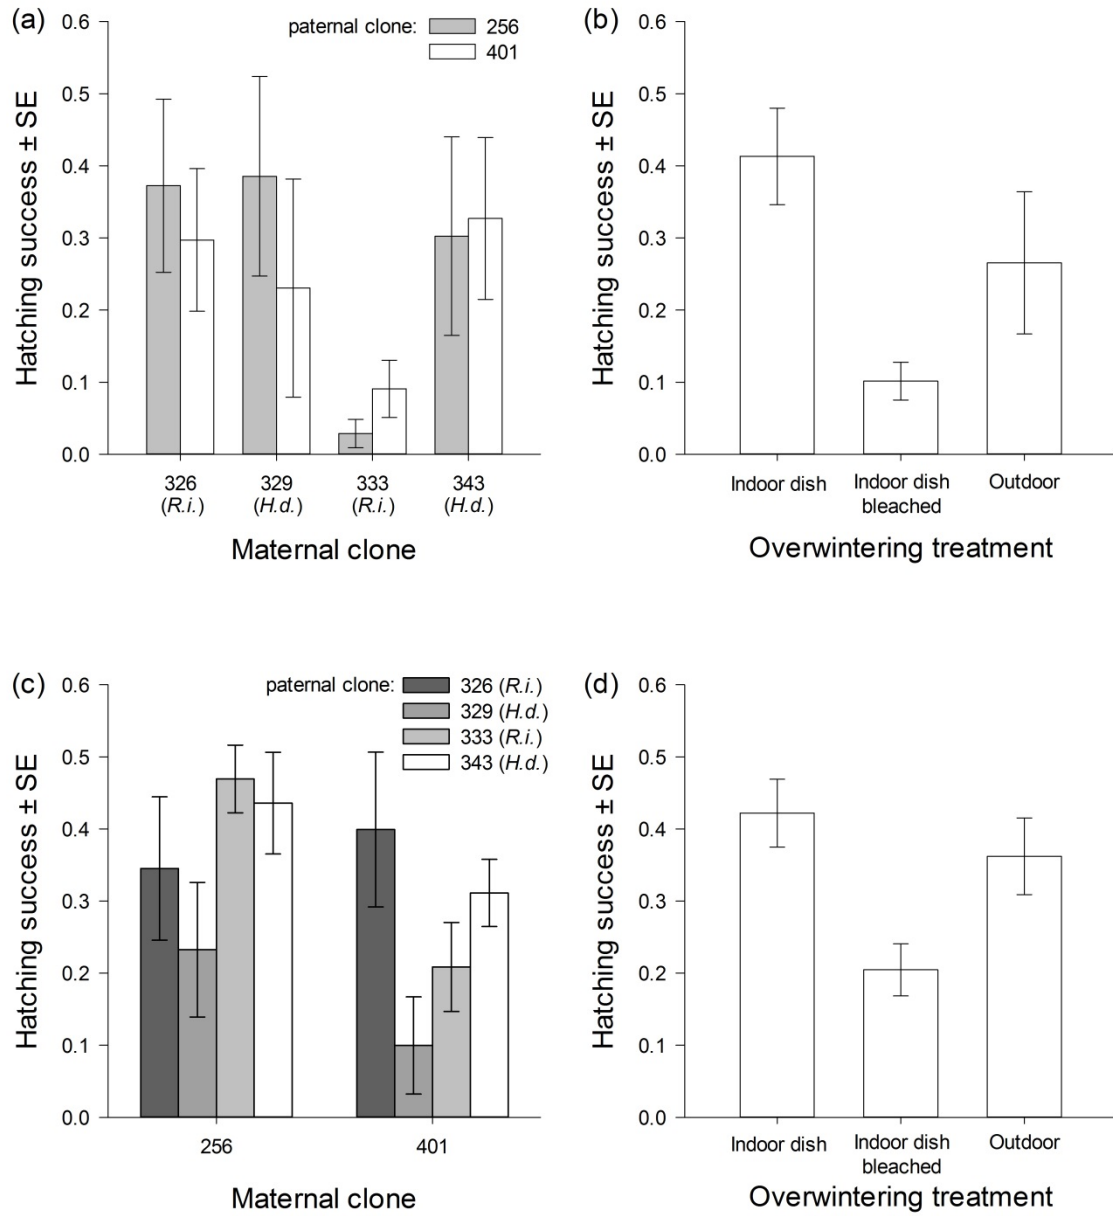 (a)
0.6
0.5
0.4
0.3
0.2
0.1
0.0
Hatching success ± SE
paternal clone: 256
401
326 329 333 343
(R.i.) (H.d.) (R.i.) (H.d.)
Maternal clone
(b)
0.6
0.5
0.4
0.3
0.2
0.1
0.0
Hatching success ± SE
Indoor dish Indoor dish Outdoor
bleached
Overwintering treatment
(c)
0.6
0.5
0.4
0.3
0.2
0.1
0.0
Hatching success ± SE
paternal clone: 326 (R.i.)
329 (H.d.)
333 (R.i.)
343 (H.d.)
256 401
Maternal clone
(d)
0.6
0.5
0.4
0.3
0.2
0.1
0.0
Hatching success ± SE
Indoor dish Indoor dish Outdoor
bleached
Overwintering treatment